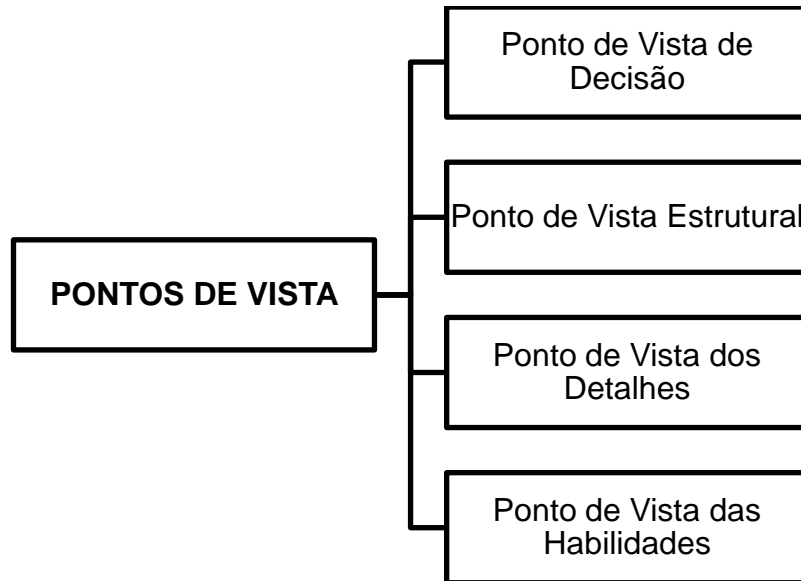 Ponto de Vista de
Decisão
Ponto de Vista Estrutural
PONTOS DE VISTA
Ponto de Vista dos
Detalhes
Ponto de Vista das
Habilidades